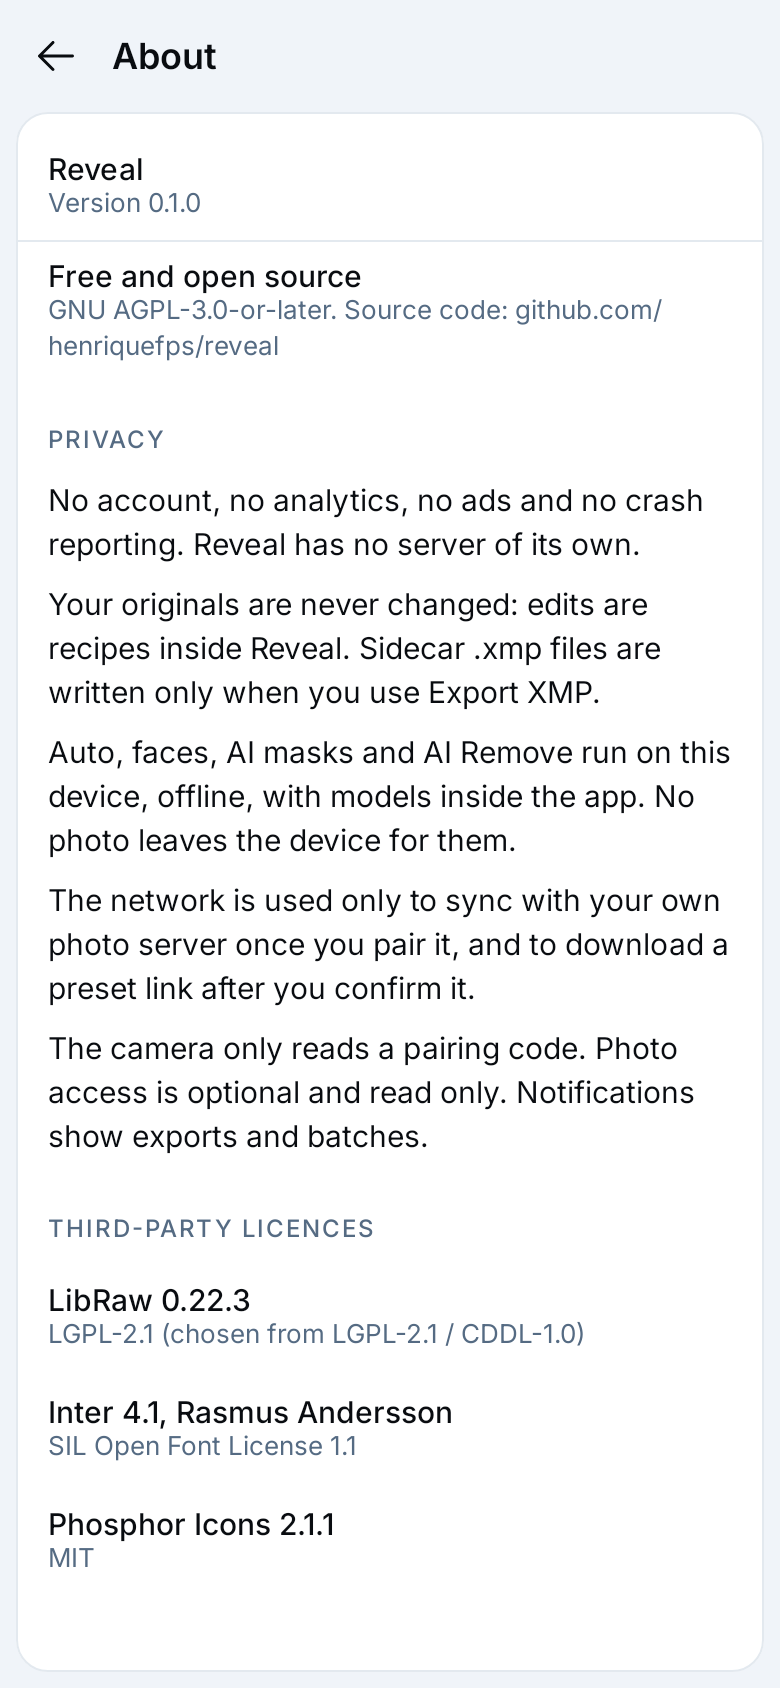 About
Reveal
Version 0.1.0
Free and open source
GNU AGPL-3.0-or-later. Source code: github.com/
henriquefps/reveal
PRIVACY
No account, no analytics, no ads and no crash
reporting. Reveal has no server of its own.
Your originals are never changed: edits are
recipes inside Reveal. Sidecar .xmp files are
written only when you use Export XMP.
Auto, faces, AI masks and AI Remove run on this
device, offline, with models inside the app. No
photo leaves the device for them.
The network is used only to sync with your own
photo server once you pair it, and to download a
preset link after you confirm it.
The camera only reads a pairing code. Photo
access is optional and read only. Notifications
show exports and batches.
THIRD-PARTY LICENCES
LibRaw 0.22.3
LGPL-2.1 (chosen from LGPL-2.1 / CDDL-1.0)
Inter 4.1, Rasmus Andersson
SIL Open Font License 1.1
Phosphor Icons 2.1.1
MIT